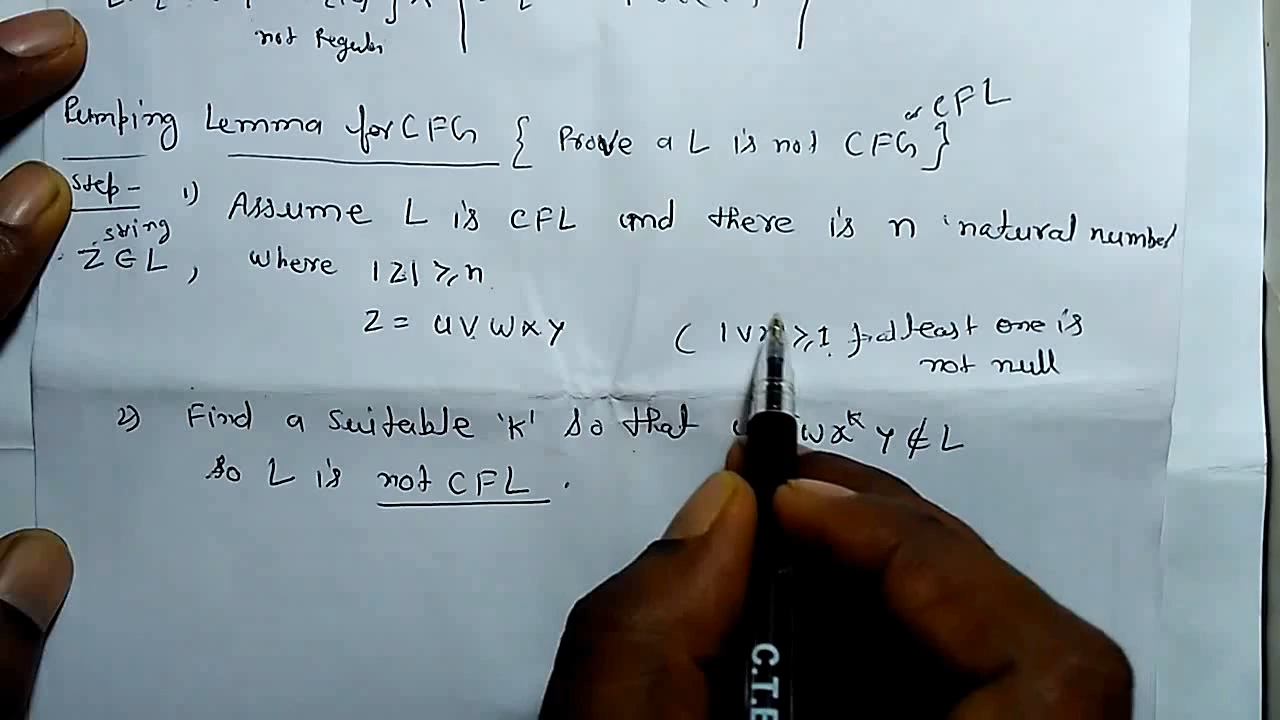 not Regular
or CFL
Pumping Lemma for CFG { Prove a L is not CFG }
Step - 1) Assume L is CFL and there is n natural number
string
Z ∈ L, where |Z| ≥ n
Z = uvwxy ( |vx| ≥ 1 } atleast one is
not null
2) Find a suitable 'K' so that wx^K y ∉ L
so L is not CFL.
C.T.